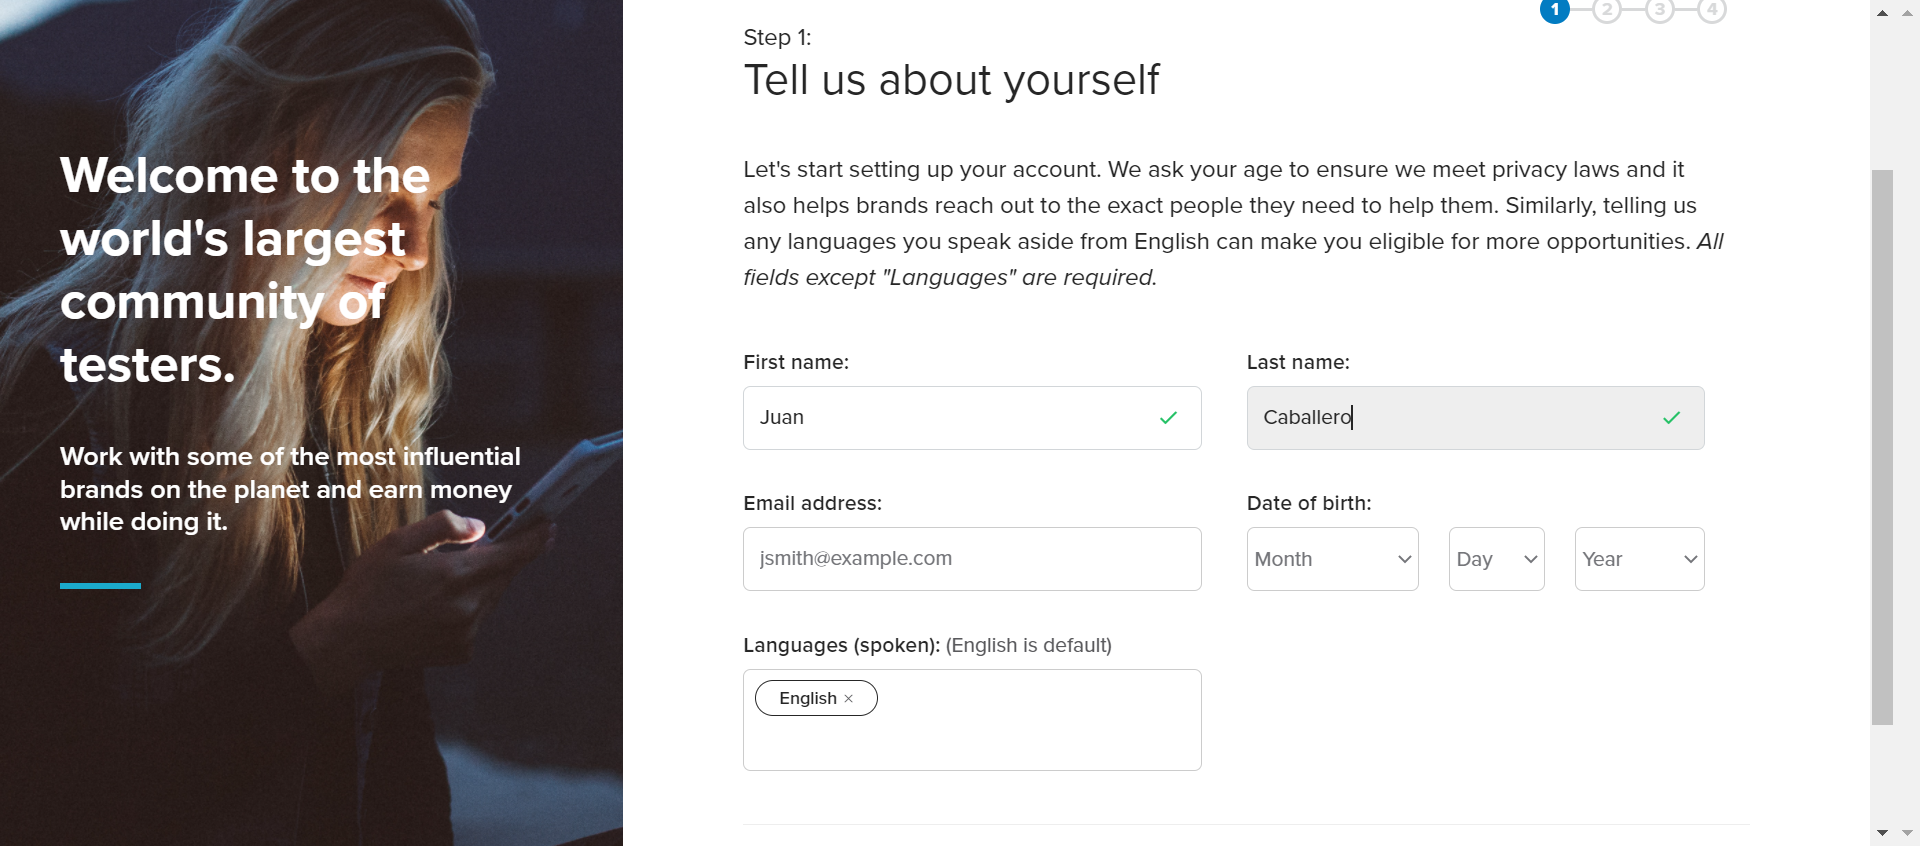 Welcome to the
world's largest
community of
testers.
Work with some of the most influential
brands on the planet and earn money
while doing it.
1 2 3 4
Step 1:
Tell us about yourself
Let's start setting up your account. We ask your age to ensure we meet privacy laws and it
also helps brands reach out to the exact people they need to help them. Similarly, telling us
any languages you speak aside from English can make you eligible for more opportunities. All
fields except "Languages" are required.
First name:
Last name:
Juan
Caballero
Email address:
Date of birth:
jsmith@example.com
Month
Day
Year
Languages (spoken): (English is default)
English ×